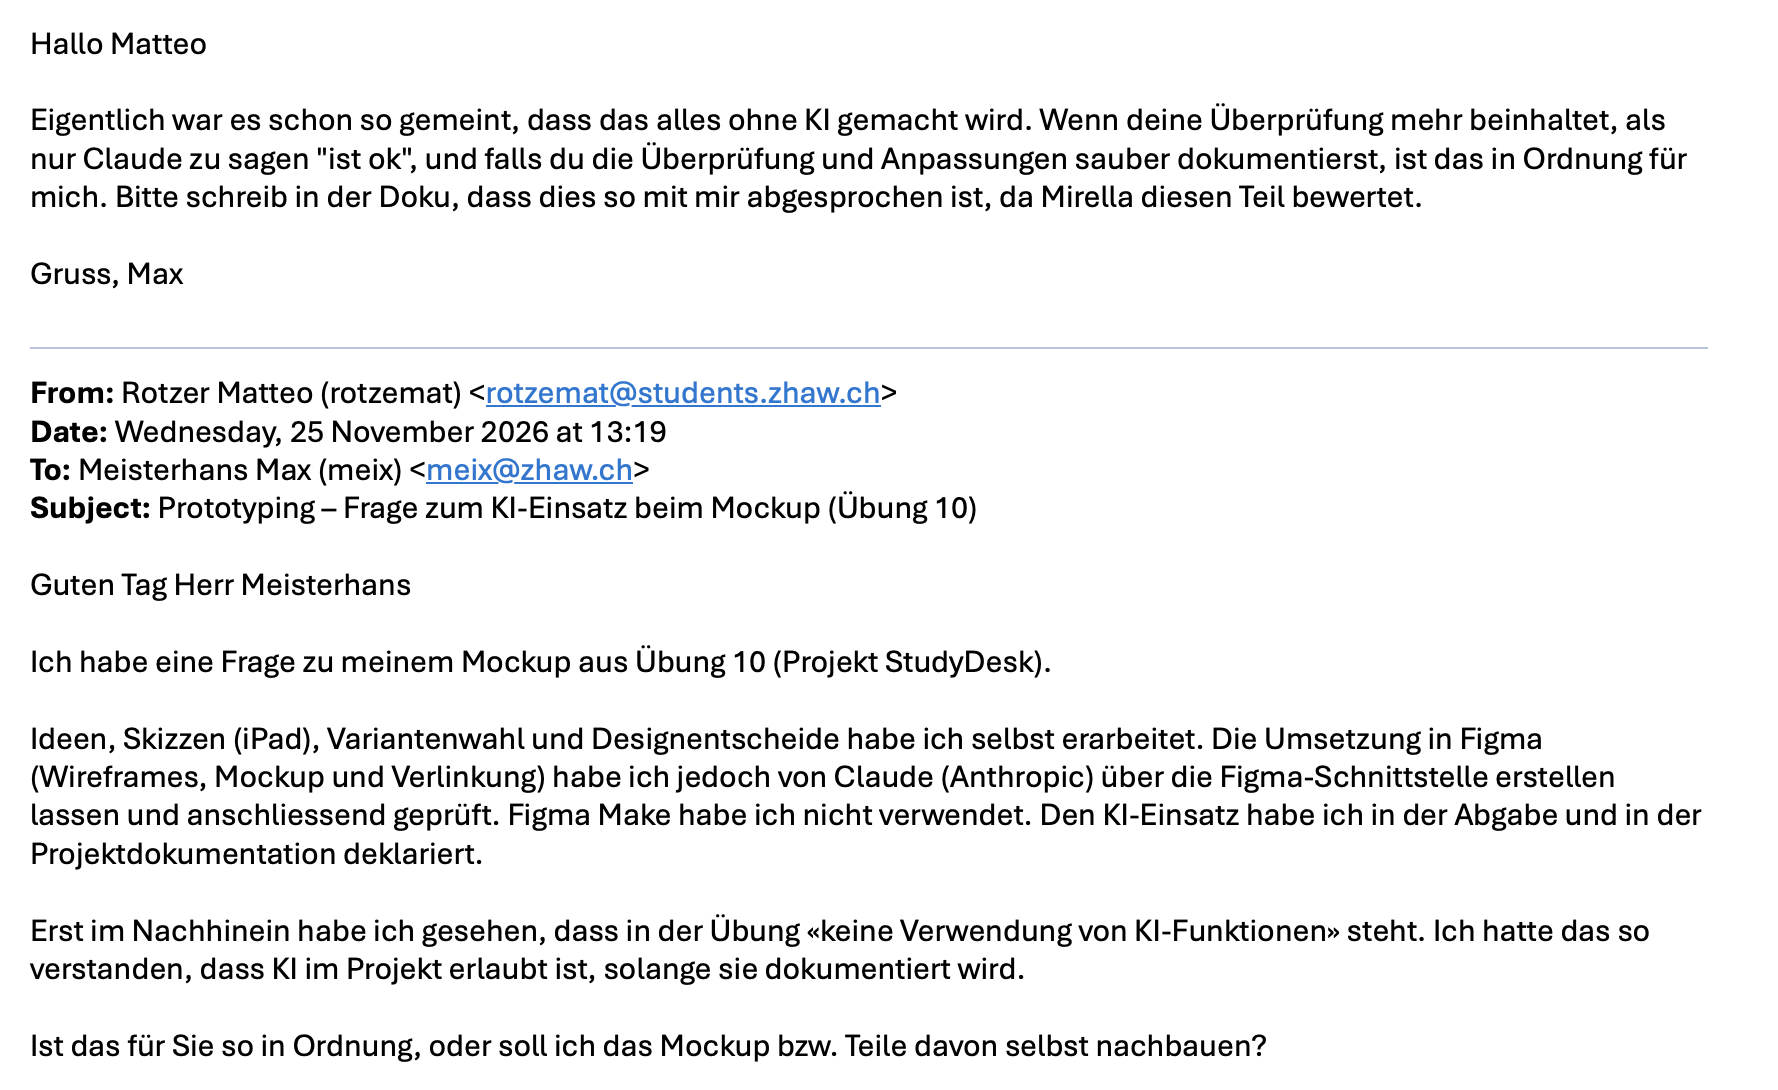 Hallo Matteo
Eigentlich war es schon so gemeint, dass das alles ohne KI gemacht wird. Wenn deine Überprüfung mehr beinhaltet, als
nur Claude zu sagen "ist ok", und falls du die Überprüfung und Anpassungen sauber dokumentierst, ist das in Ordnung für
mich. Bitte schreib in der Doku, dass dies so mit mir abgesprochen ist, da Mirella diesen Teil bewertet.
Gruss, Max
From: Rotzer Matteo (rotzemat) <rotzemat@students.zhaw.ch>
Date: Wednesday, 25 November 2026 at 13:19
To: Meisterhans Max (meix) <meix@zhaw.ch>
Subject: Prototyping – Frage zum KI-Einsatz beim Mockup (Übung 10)
Guten Tag Herr Meisterhans
Ich habe eine Frage zu meinem Mockup aus Übung 10 (Projekt StudyDesk).
Ideen, Skizzen (iPad), Variantenwahl und Designentscheide habe ich selbst erarbeitet. Die Umsetzung in Figma
(Wireframes, Mockup und Verlinkung) habe ich jedoch von Claude (Anthropic) über die Figma-Schnittstelle erstellen
lassen und anschliessend geprüft. Figma Make habe ich nicht verwendet. Den KI-Einsatz habe ich in der Abgabe und in der
Projektdokumentation deklariert.
Erst im Nachhinein habe ich gesehen, dass in der Übung «keine Verwendung von KI-Funktionen» steht. Ich hatte das so
verstanden, dass KI im Projekt erlaubt ist, solange sie dokumentiert wird.
Ist das für Sie so in Ordnung, oder soll ich das Mockup bzw. Teile davon selbst nachbauen?